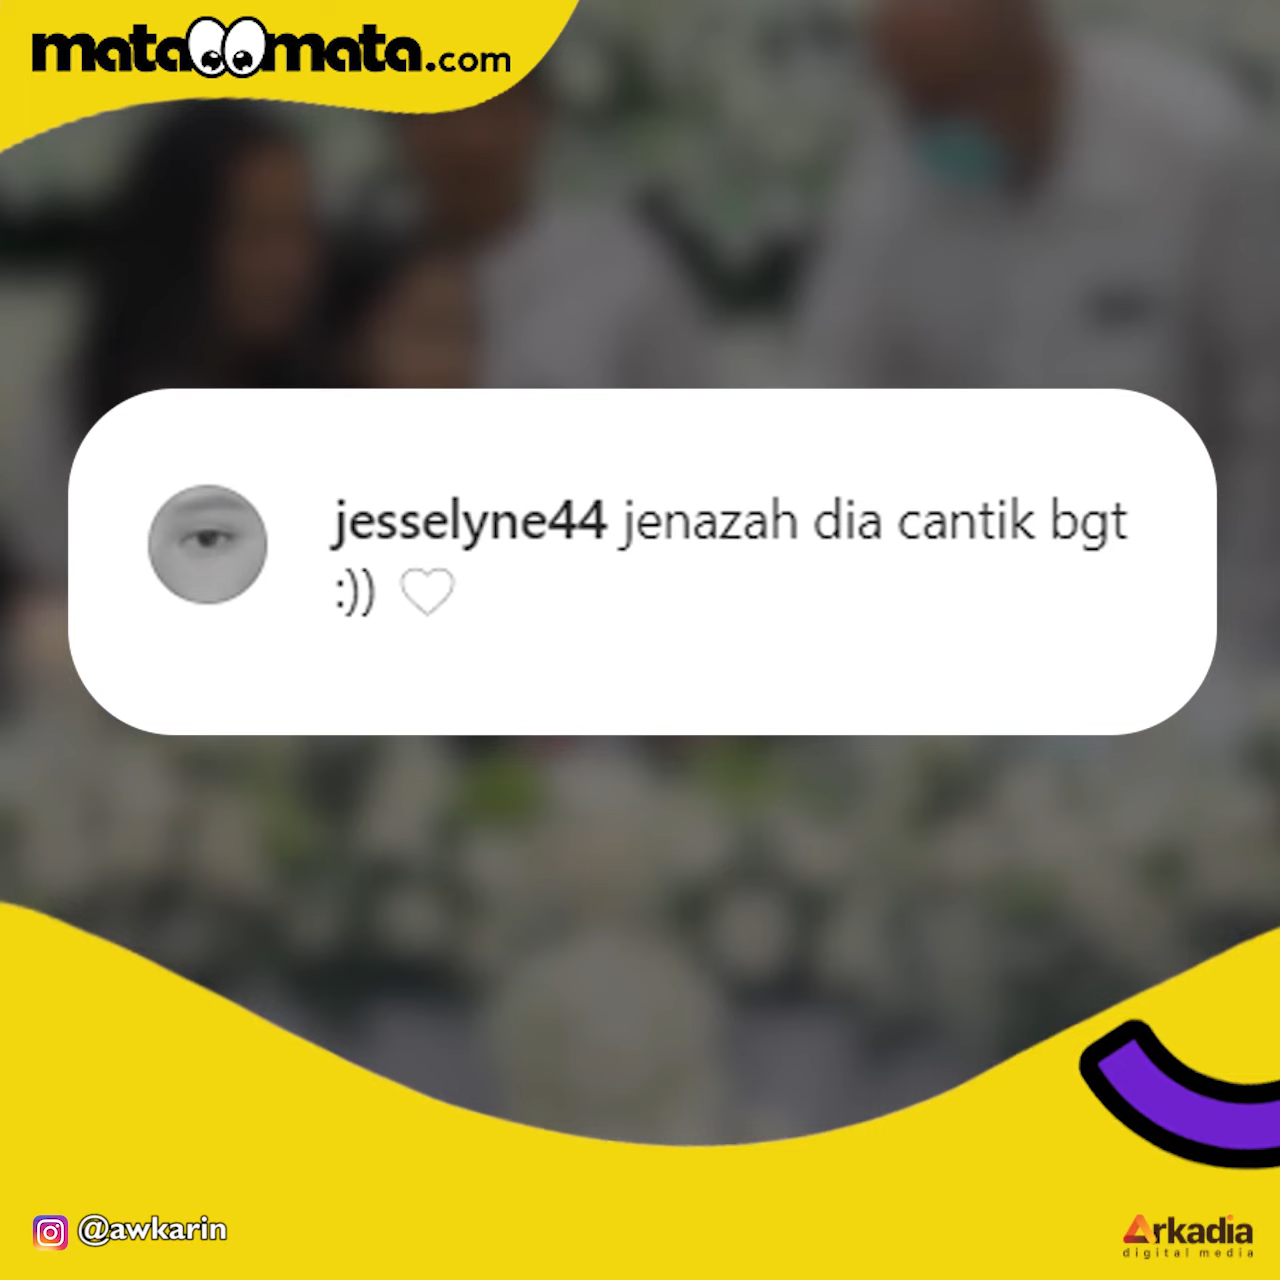 matamata.com
jesselyne44 jenazah dia cantik bgt
:)) ♡
@awkarin
Arkadia
digital media